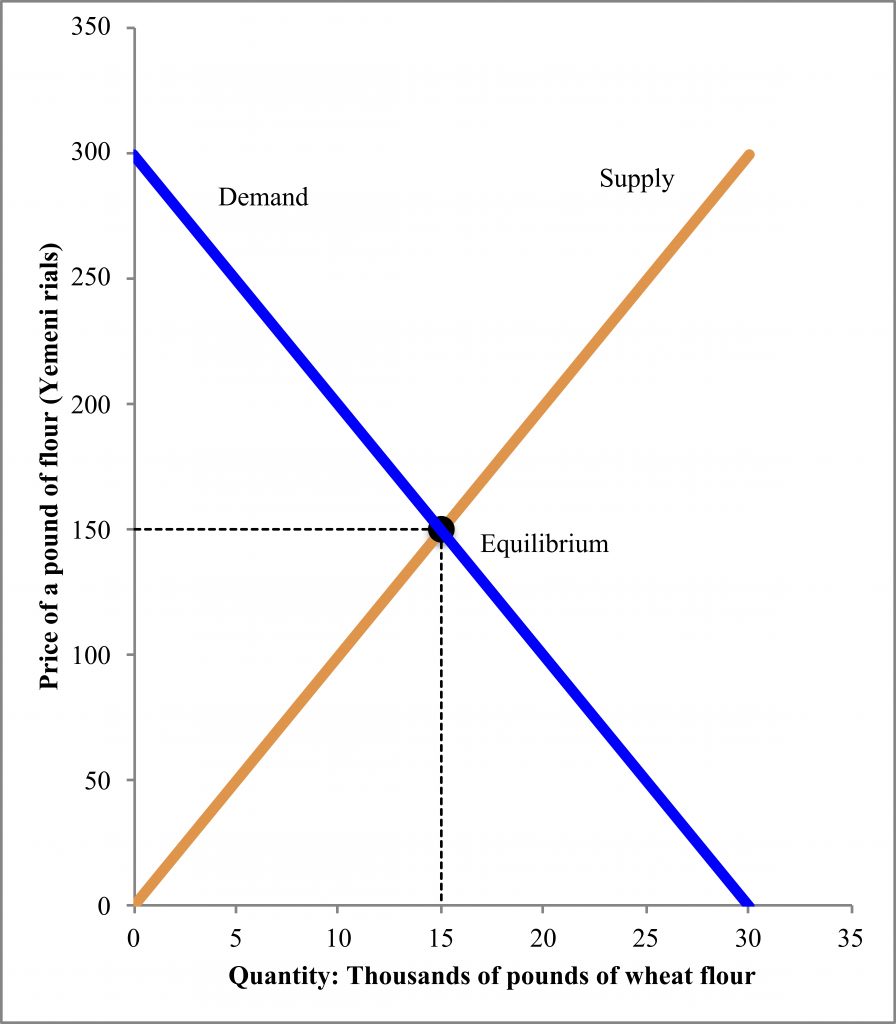 350
300
250
200
150
100
50
0
Price of a pound of flour (Yemeni rials)
Demand
Supply
Equilibrium
0 5 10 15 20 25 30 35
Quantity: Thousands of pounds of wheat flour